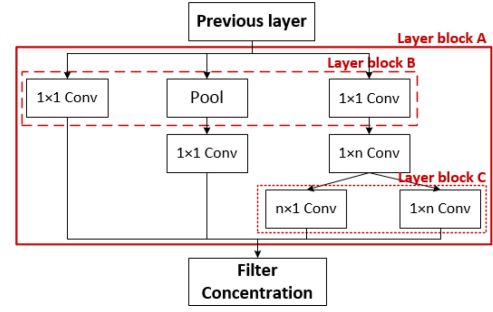 Previous layer
Layer block A
Layer block B
1×1 Conv
Pool
1×1 Conv
1×1 Conv
1×n Conv
Layer block C
n×1 Conv
1×n Conv
Filter
Concentration